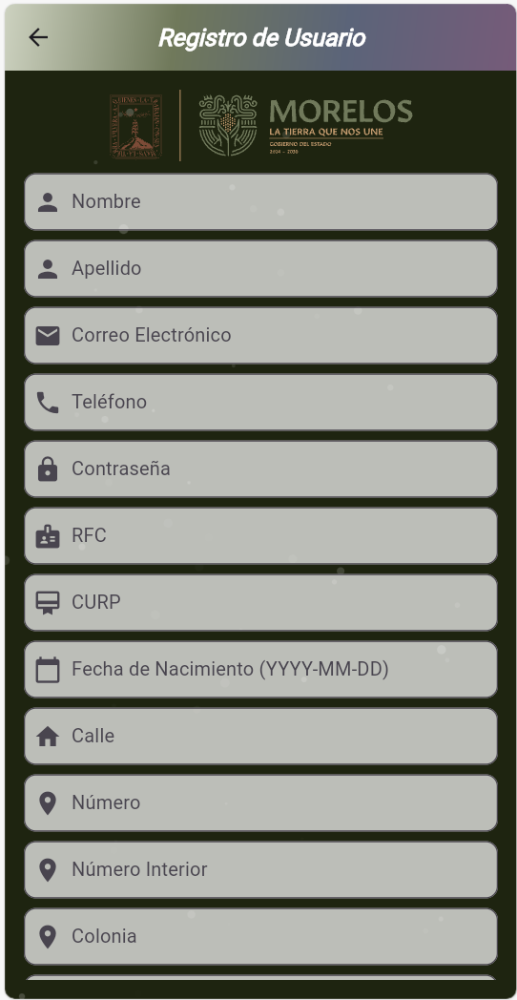 Registro de Usuario
MORELOS
LA TIERRA QUE NOS UNE
GOBIERNO DEL ESTADO
2024 - 2030
Nombre
Apellido
Correo Electrónico
Teléfono
Contraseña
RFC
CURP
Fecha de Nacimiento (YYYY-MM-DD)
Calle
Número
Número Interior
Colonia